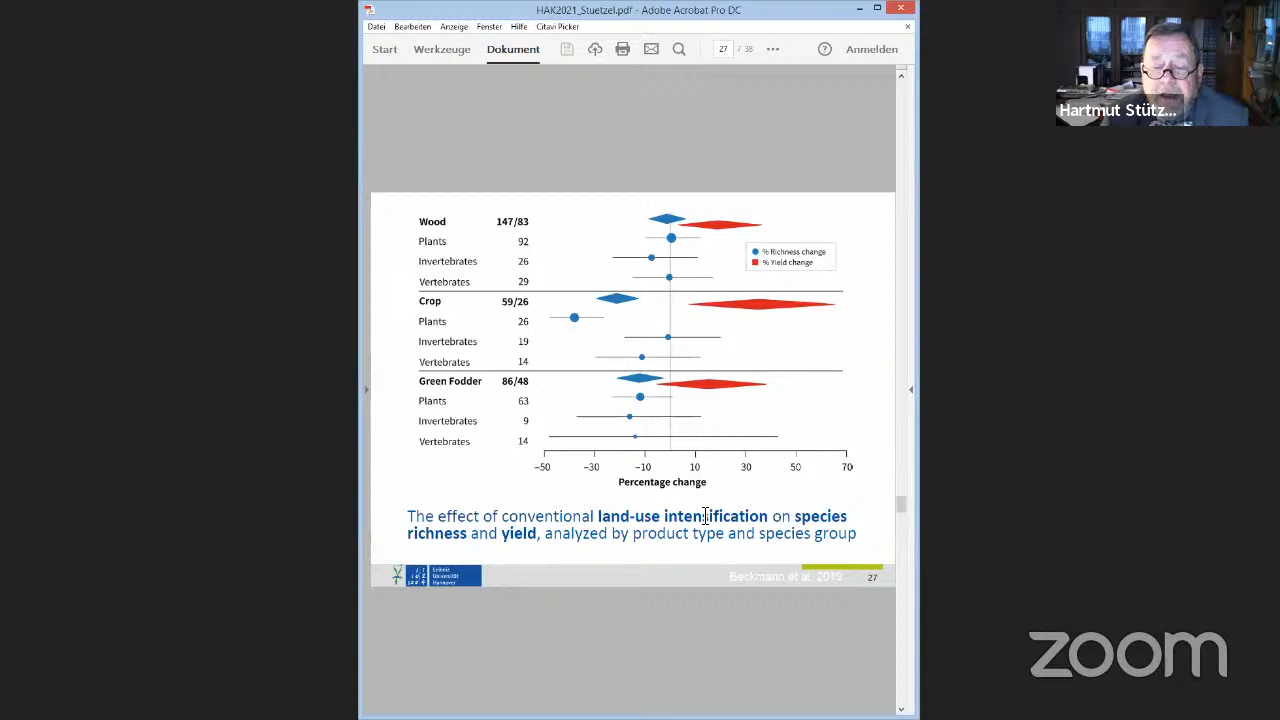 HAK2021_Stuetzel.pdf - Adobe Acrobat Pro DC
Datei Bearbeiten Anzeige Fenster Hilfe Citavi Picker
Start Werkzeuge Dokument 27 / 38 Anmelden
Hartmut Stütz...
Wood 147/83
Plants 92
Invertebrates 26
Vertebrates 29
% Richness change
% Yield change
Crop 59/26
Plants 26
Invertebrates 19
Vertebrates 14
Green Fodder 86/48
Plants 63
Invertebrates 9
Vertebrates 14
−50 −30 −10 10 30 50 70
Percentage change
The effect of conventional land-use intensification on species
richness and yield, analyzed by product type and species group
Leibniz
Universität
Hannover
Beckmann et al. 2019 27
zoom